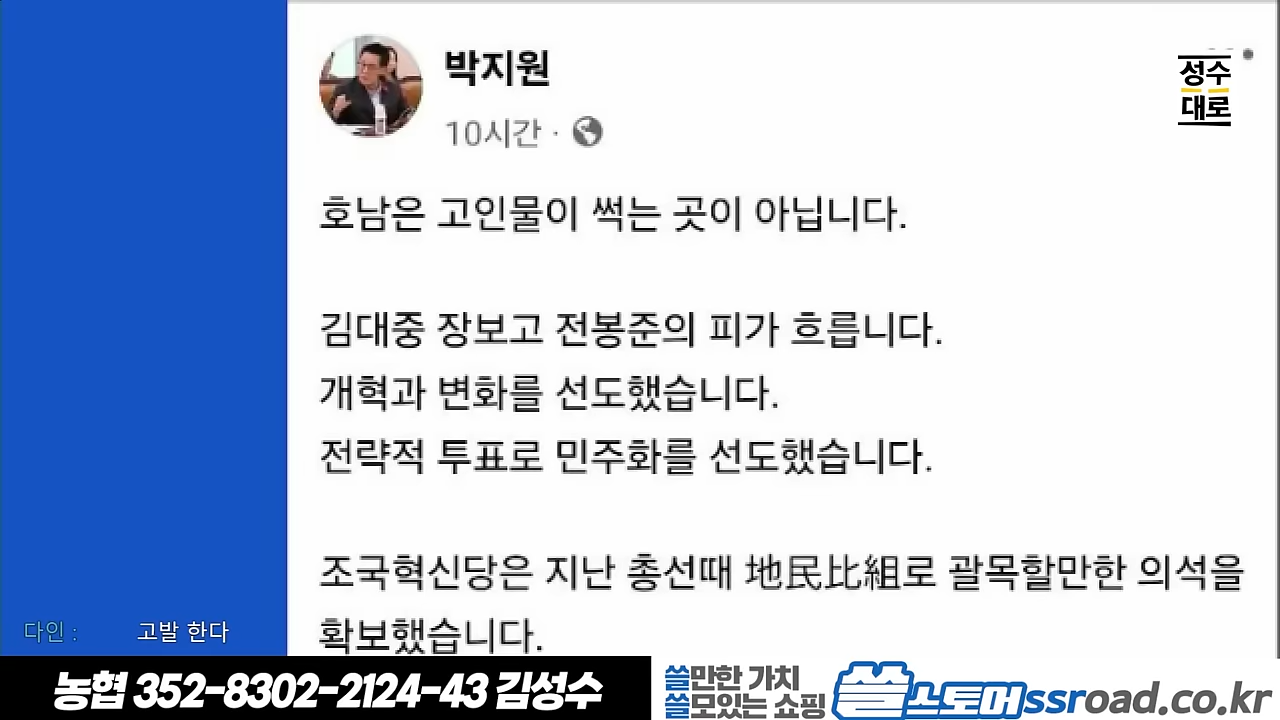 박지원
10시간 ·
성수
대로
호남은 고인물이 썩는 곳이 아닙니다.
김대중 장보고 전봉준의 피가 흐릅니다.
개혁과 변화를 선도했습니다.
전략적 투표로 민주화를 선도했습니다.
조국혁신당은 지난 총선때 地民比組로 괄목할만한 의석을
확보했습니다.
다인 : 고발 한다
농협 352-8302-2124-43 김성수
쓸만한 가치
쓸모있는 쇼핑
쓸스토어ssroad.co.kr